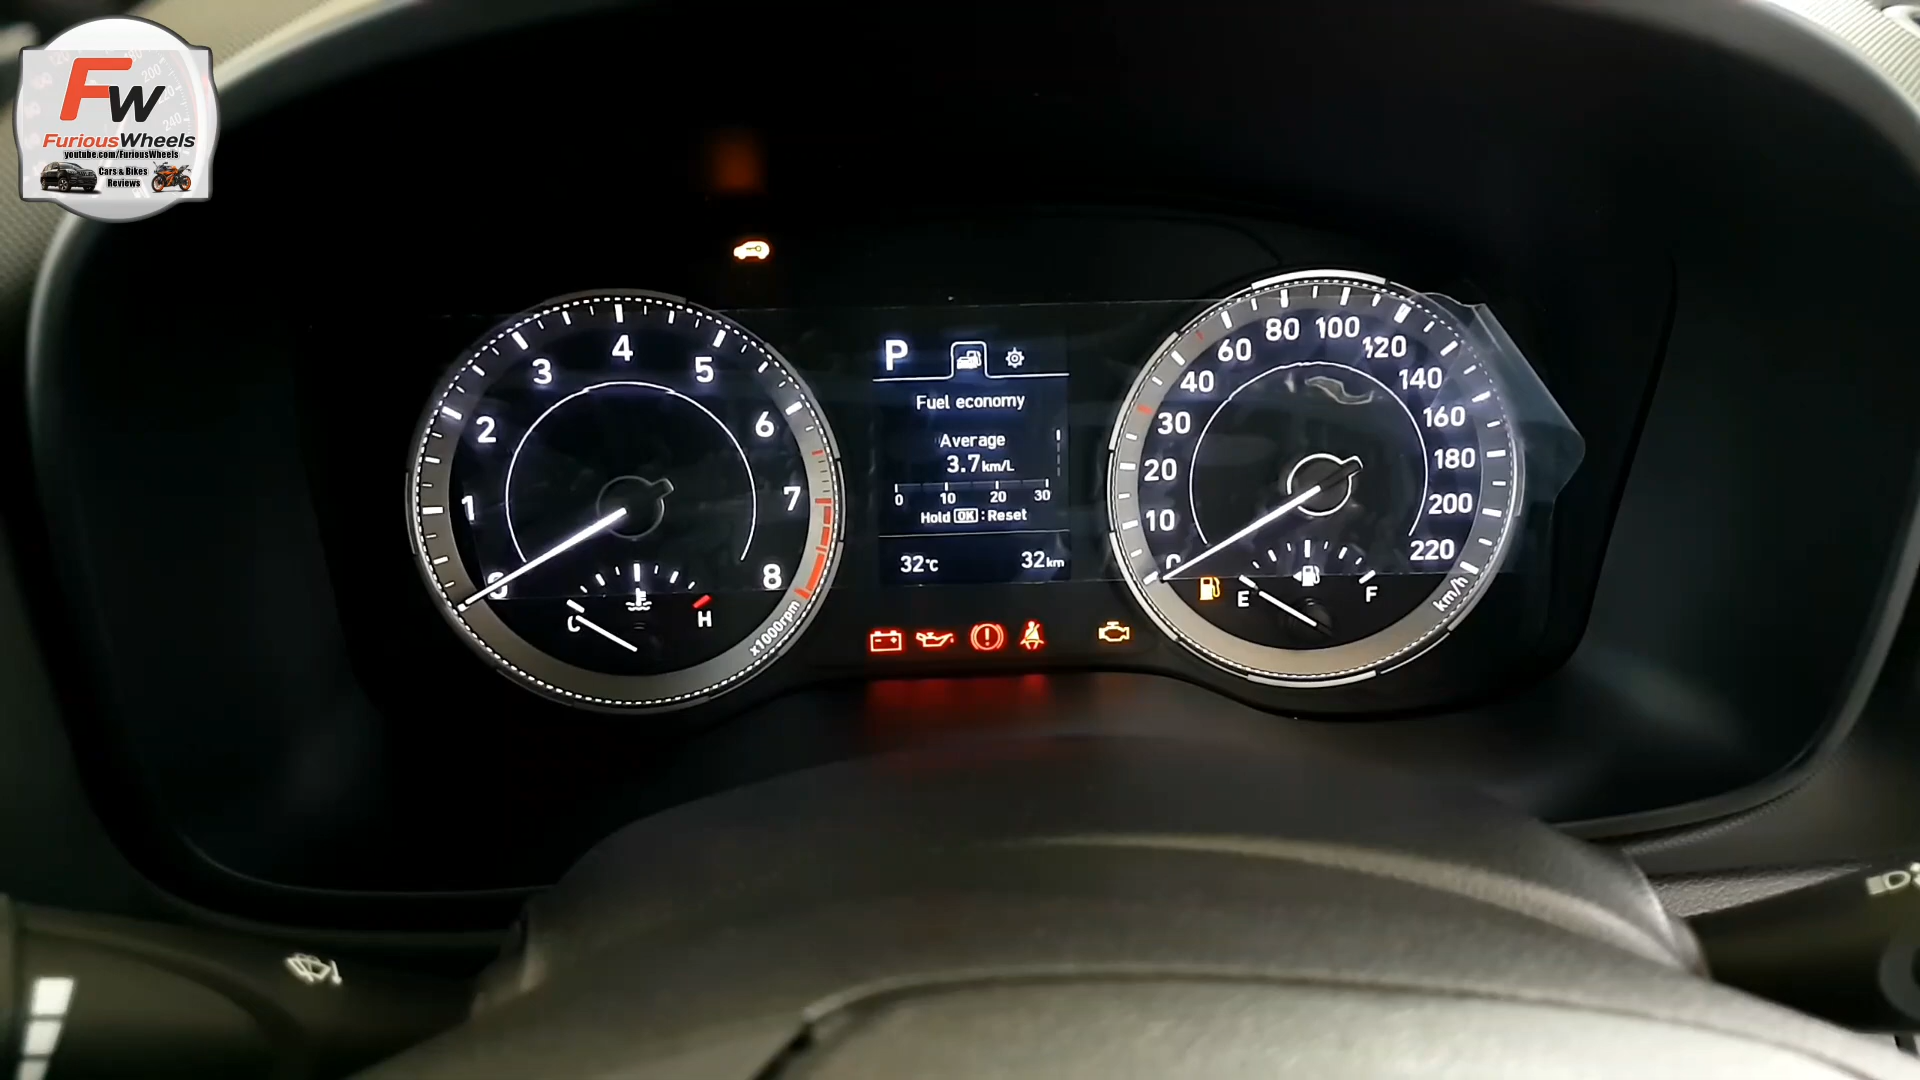 FW
FuriousWheels
youtube.com/FuriousWheels
Cars & Bikes
Reviews
0
1
2
3
4
5
6
7
8
x1000rpm
C
H
P
Fuel economy
Average
3.7 km/L
0 10 20 30
Hold OK : Reset
32℃ 32 km
0
10
20
30
40
60
80
100
120
140
160
180
200
220
km/h
E
F